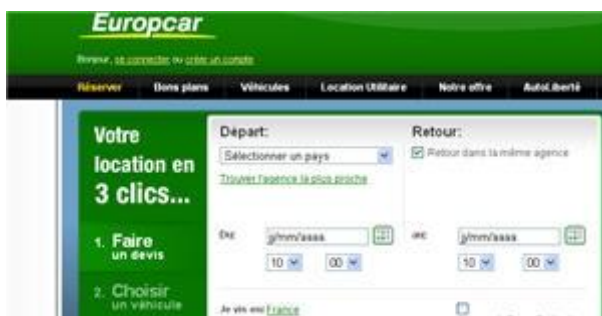 Europcar
Bonjour, se connecter ou créer un compte
Réserver Bons plans Véhicules Location Utilitaire Notre offre AutoLiberté
Votre
location en
3 clics...
1. Faire
un devis
2. Choisir
un véhicule
Départ:
Sélectionner un pays
Trouver l'agence la plus proche
Du:
jj/mm/aaaa
10 00
Retour:
Retour dans la même agence
au:
jj/mm/aaaa
10 00
Je vis en: France